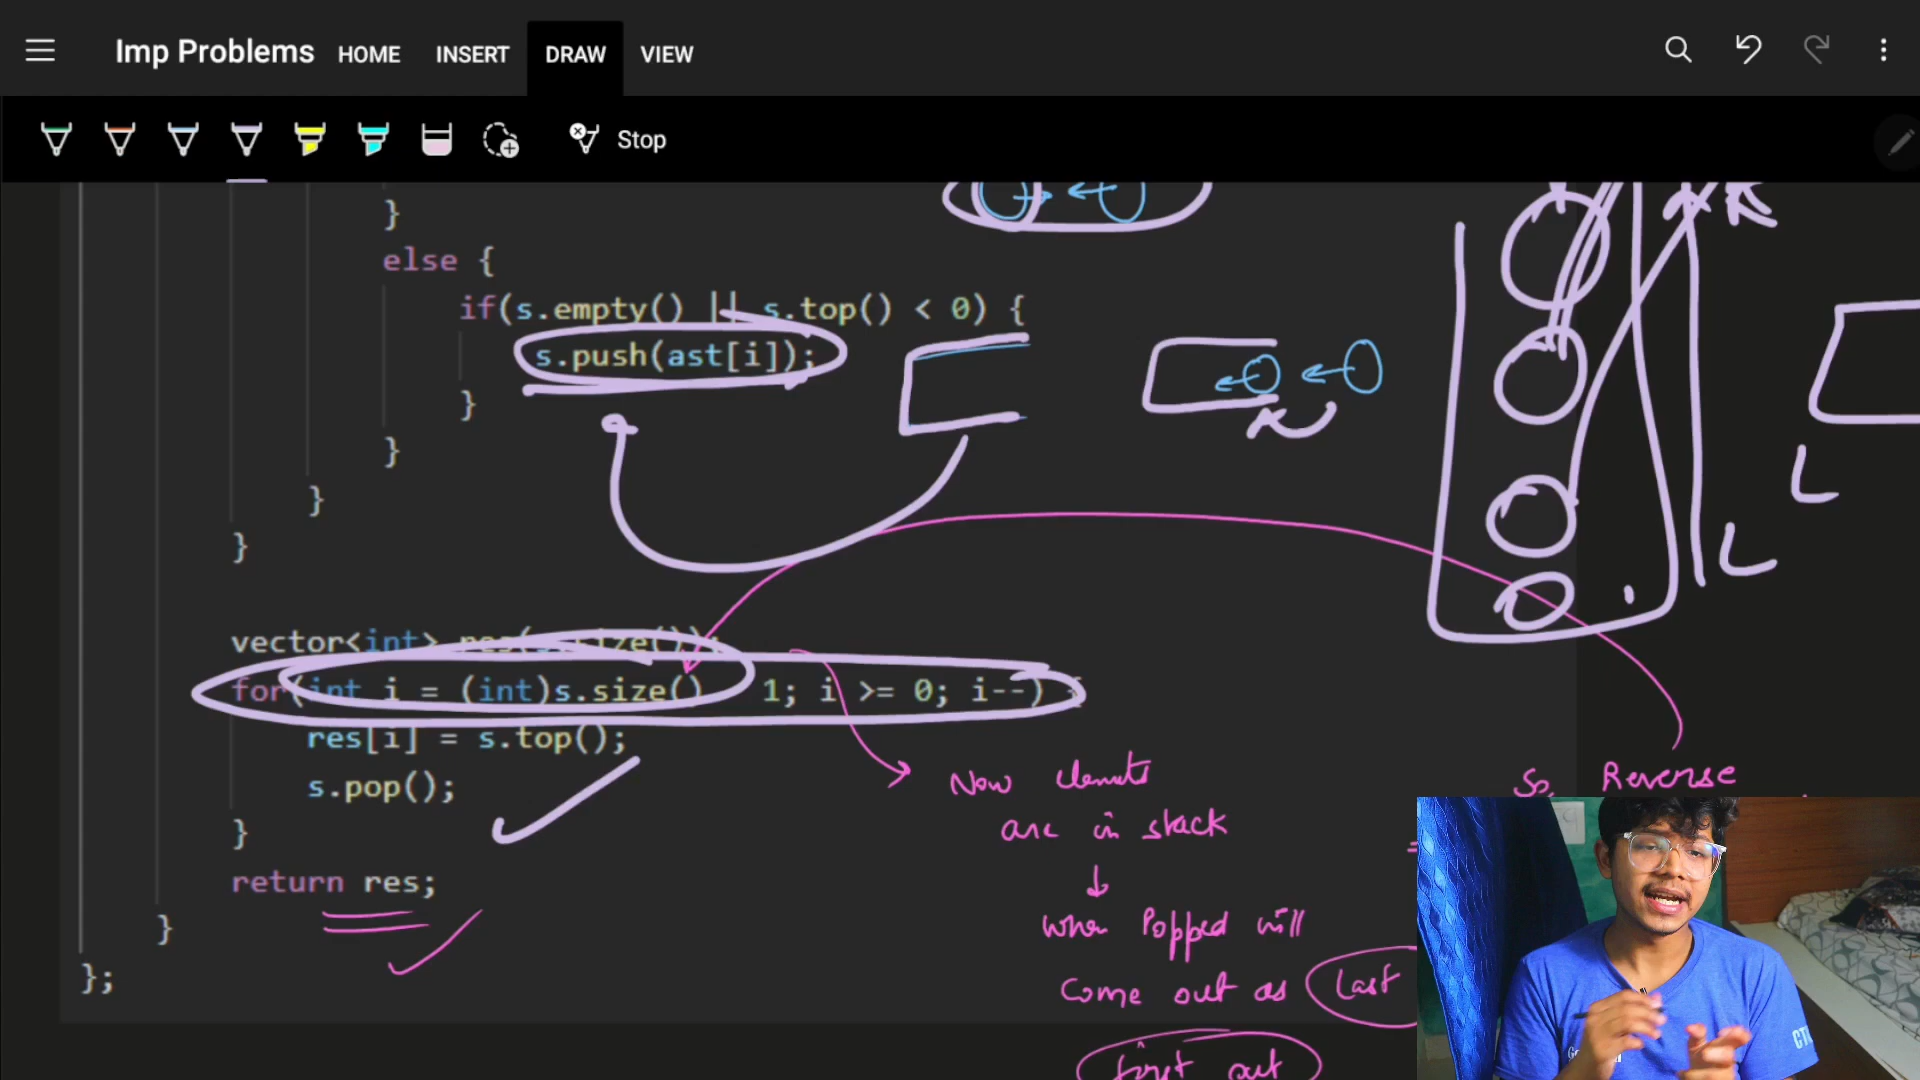 Imp Problems HOME INSERT DRAW VIEW
Stop
}
else {
if(s.empty() || s.top() < 0) {
s.push(ast[i]);
}
}
}
}
vector<int> res(s.size());
for(int i = (int)s.size() 1; i >= 0; i--) {
res[i] = s.top();
s.pop();
}
return res;
}
};
L
L
Now
are in stack
↓
when Popped will
come out as Last
first out
So, Reverse